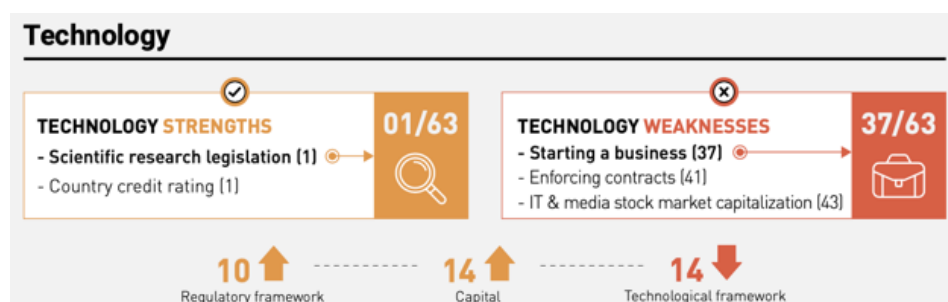 Technology
TECHNOLOGY STRENGTHS
- Scientific research legislation (1)
- Country credit rating (1)
01/63
TECHNOLOGY WEAKNESSES
- Starting a business (37)
- Enforcing contracts (41)
- IT & media stock market capitalization (43)
37/63
10
Regulatory framework
14
Capital
14
Technological framework